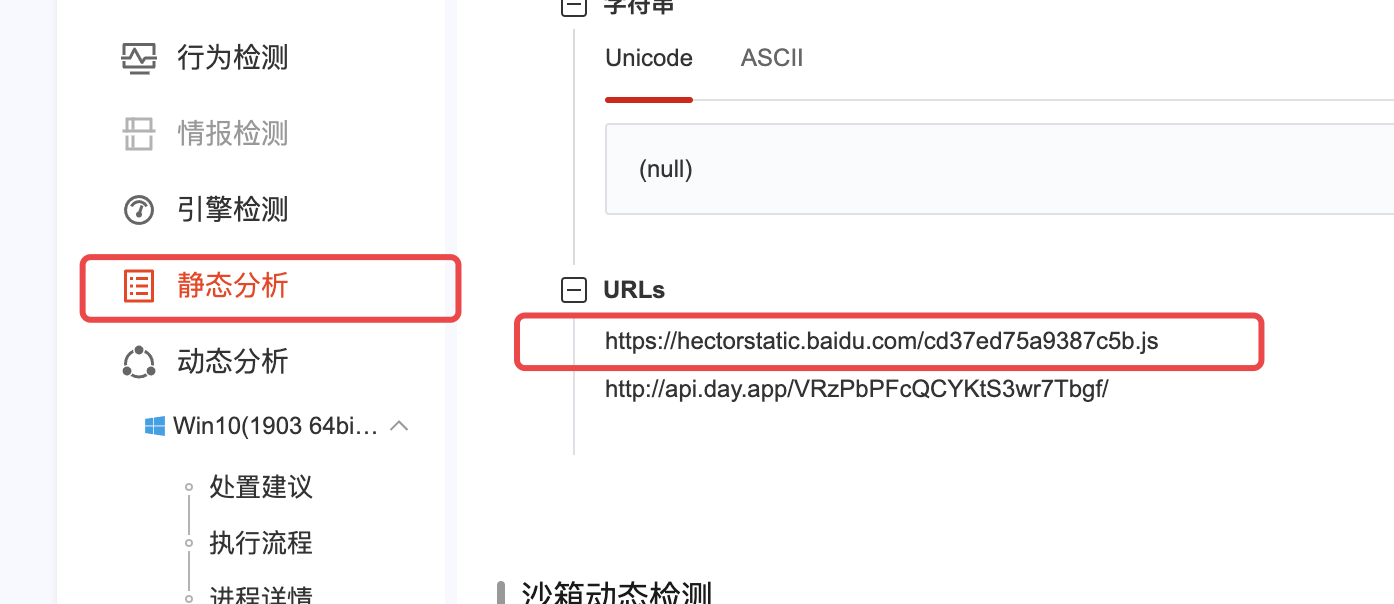 行为检测
情报检测
引擎检测
静态分析
动态分析
Win10(1903 64bi...
处置建议
执行流程
进程详情
字符串
Unicode
ASCII
(null)
URLs
https://hectorstatic.baidu.com/cd37ed75a9387c5b.js
http://api.day.app/VRzPbPFcQCYKtS3wr7Tbgf/
沙箱动态检测